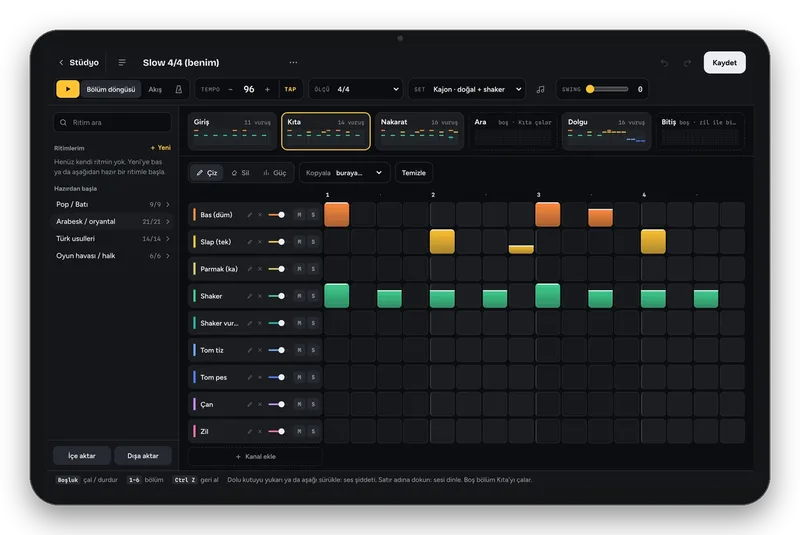 Stüdyo
Slow 4/4 (benim)
Kaydet
Bölüm döngüsü
Akış
TEMPO − 96 + TAP
ÖLÇÜ 4/4
SET Kajon · doğal + shaker
SWING 0
Ritim ara
Ritimlerim + Yeni
Henüz kendi ritmin yok. Yeni'ye bas
ya da aşağıdan hazır bir ritimle başla.
Hazırdan başla
Pop / Batı 9/9
Arabesk / oryantal 21/21
Türk usulleri 14/14
Oyun havası / halk 6/6
İçe aktar
Dışa aktar
Giriş 11 vuruş
Kıta 14 vuruş
Nakarat 16 vuruş
Ara boş · Kıta çalar
Dolgu 16 vuruş
Bitiş boş · zil ile bi…
Çiz
Sil
Güç
Kopyala buraya...
Temizle
1 2 3 4
Bas (düm) M S
Slap (tek) M S
Parmak (ka) M S
Shaker M S
Shaker vur... M S
Tom tiz M S
Tom pes M S
Çan M S
Zil M S
+ Kanal ekle
Boşluk çal / durdur 1–6 bölüm Ctrl Z geri al Dolu kutuyu yukarı ya da aşağı sürükle: ses şiddeti. Satır adına dokun: sesi dinle. Boş bölüm Kıta'yı çalar.